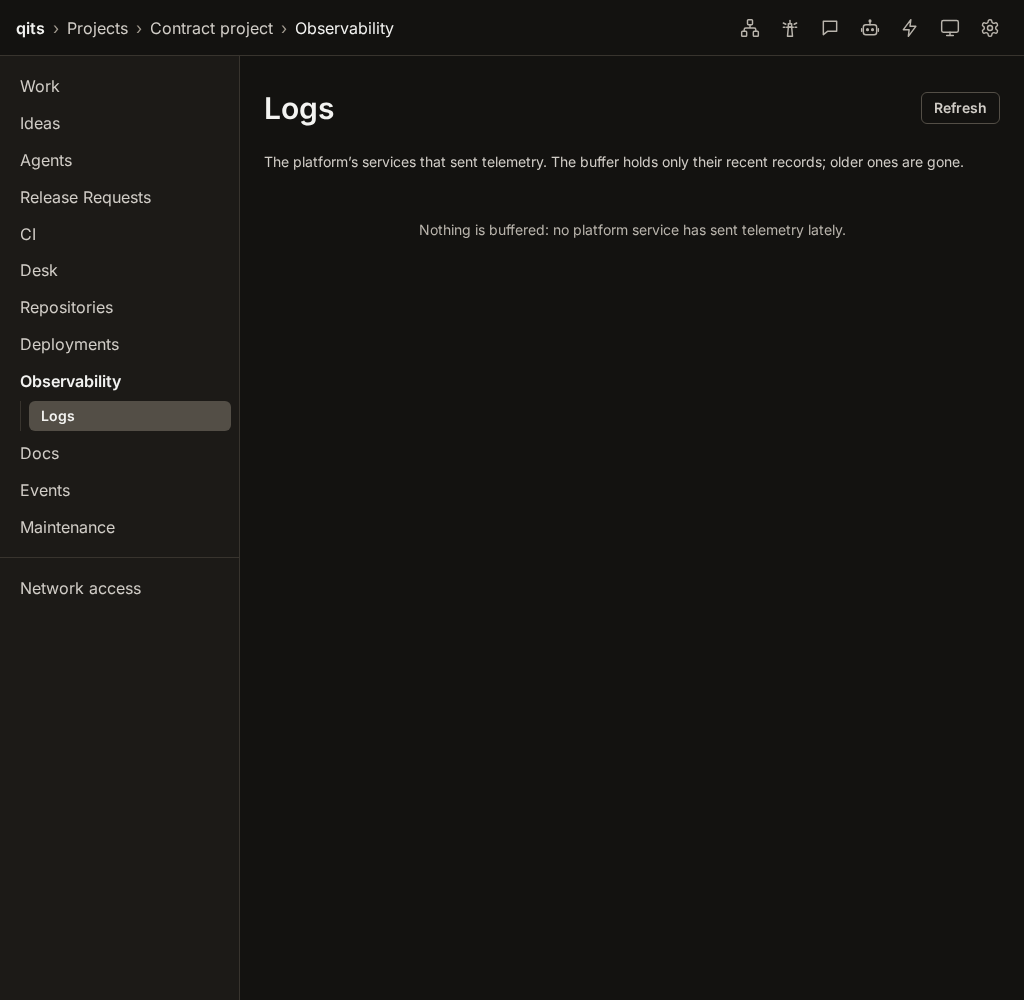 qits › Projects › Contract project › Observability
Work
Ideas
Agents
Release Requests
CI
Desk
Repositories
Deployments
Observability
Logs
Docs
Events
Maintenance
Network access
Logs
Refresh
The platform’s services that sent telemetry. The buffer holds only their recent records; older ones are gone.
Nothing is buffered: no platform service has sent telemetry lately.